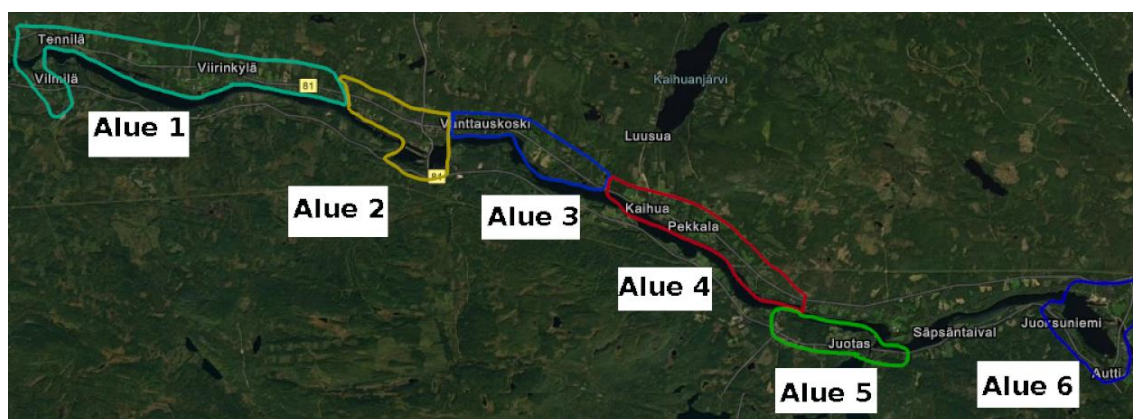 Tennilä
Viirinkylä
Vilmilä
81
Kaihuanjärvi
Alue 1
Vanttauskoski
Luusua
81
Alue 2
Alue 3
Kaihua
Pekkala
Alue 4
Säpsäntaival
Juorsuniemi
Juotas
Autti
Alue 5
Alue 6